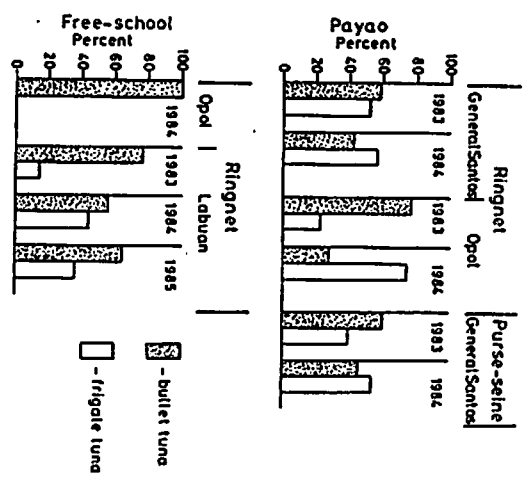 Payao
Percent
0 20 40 60 80 100
Ringnet
General Santos
1983
1984
Opol
1983
1984
Purse-seine
General Santos
1983
1984
Free-school
Percent
0 20 40 60 80 100
Ringnet
Opol
1984
Labuan
1983
1984
1985
- bullet tuna
- frigate tuna